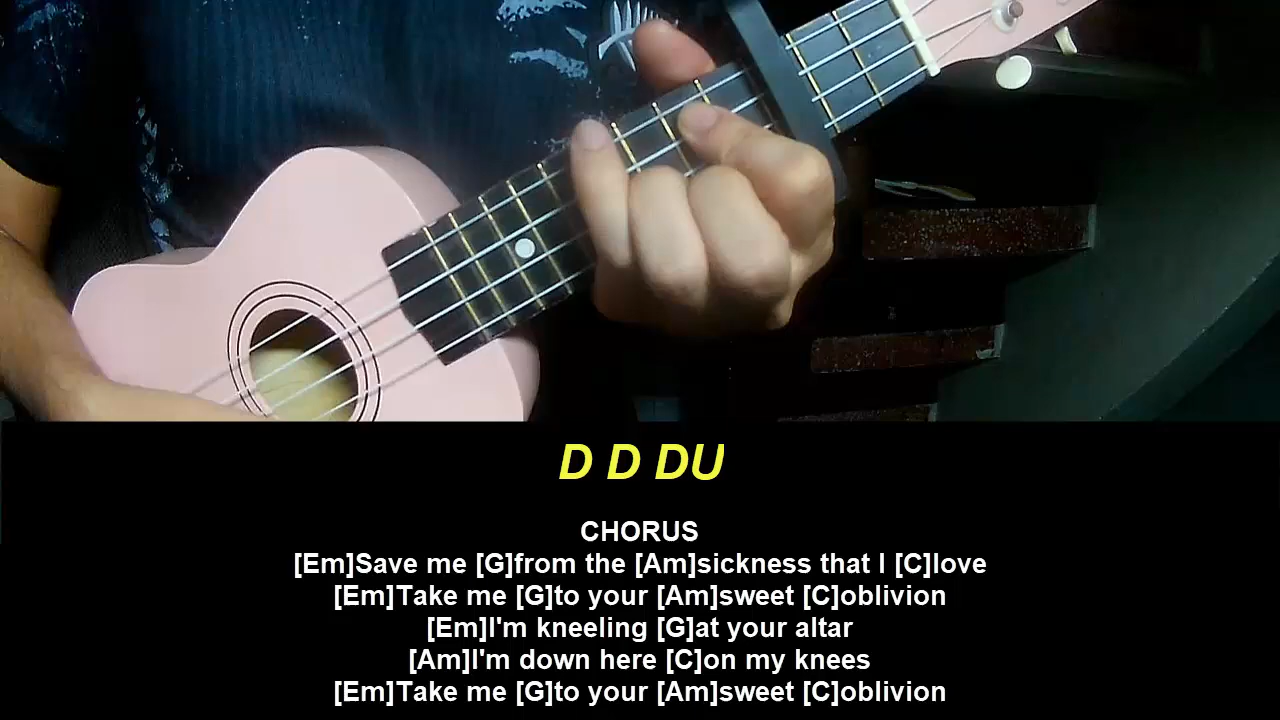 D D DU
CHORUS
[Em]Save me [G]from the [Am]sickness that I [C]love
[Em]Take me [G]to your [Am]sweet [C]oblivion
[Em]I'm kneeling [G]at your altar
[Am]I'm down here [C]on my knees
[Em]Take me [G]to your [Am]sweet [C]oblivion